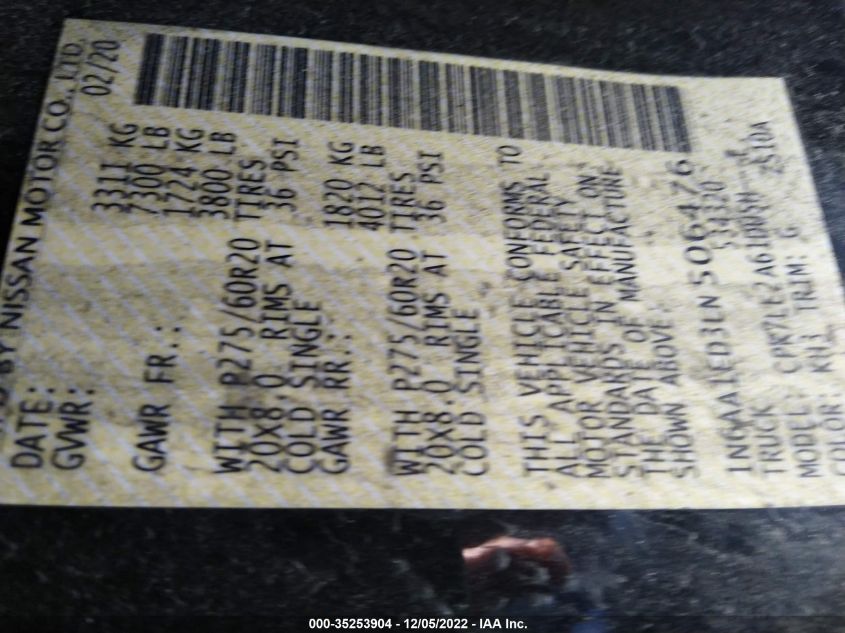 BY NISSAN MOTOR CO., LTD.
DATE: 02/20
GVWR: 3311 KG
7300 LB
GAWR FR.: 1724 KG
3800 LB
WITH P275/60R20 TIRES
20X8.0 RIMS AT 36 PSI
COLD SINGLE
GAWR RR.: 1820 KG
4012 LB
WITH P275/60R20 TIRES
20X8.0 RIMS AT 36 PSI
COLD SINGLE
THIS VEHICLE CONFORMS TO
ALL APPLICABLE FEDERAL
MOTOR VEHICLE SAFETY
STANDARDS IN EFFECT ON
THE DATE OF MANUFACTURE
SHOWN ABOVE.
1N6AA1ED3LN506476
TRUCK 534320
MODEL:
COLOR: KH3 TRIM: G
000-35253904 - 12/05/2022 - IAA Inc.